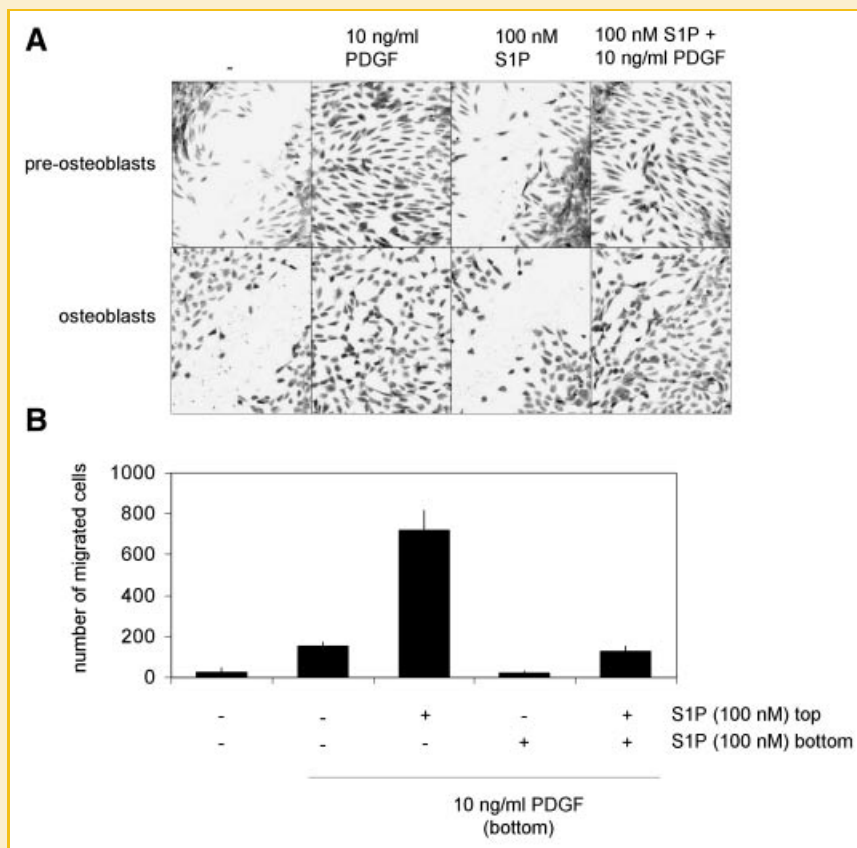 A
-
10 ng/ml
PDGF
100 nM
S1P
100 nM S1P +
10 ng/ml PDGF
pre-osteoblasts
osteoblasts
B
number of migrated cells
1000
800
600
400
200
0
- - + - + S1P (100 nM) top
- - - + + S1P (100 nM) bottom
10 ng/ml PDGF
(bottom)